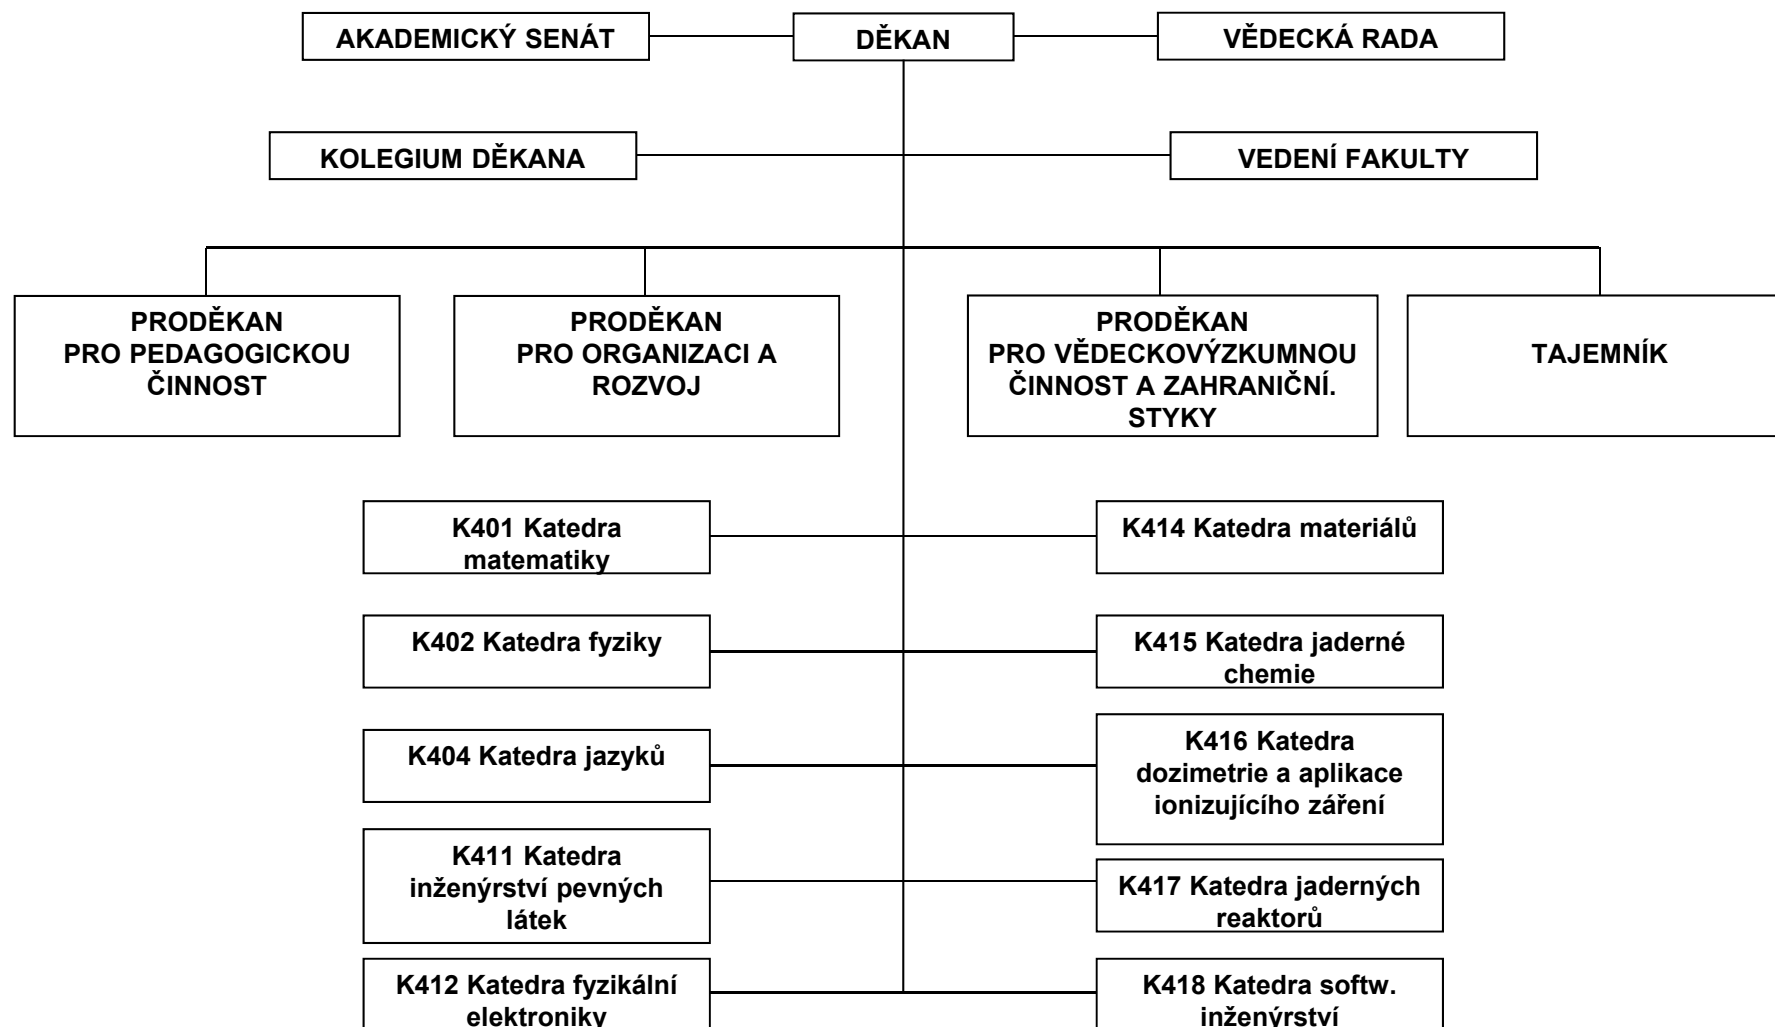 AKADEMICKÝ SENÁT
DĚKAN
VĚDECKÁ RADA
KOLEGIUM DĚKANA
VEDENÍ FAKULTY
PRODĚKAN
PRO PEDAGOGICKOU
ČINNOST
PRODĚKAN
PRO ORGANIZACI A
ROZVOJ
PRODĚKAN
PRO VĚDECKOVÝZKUMNOU
ČINNOST A ZAHRANIČNÍ.
STYKY
TAJEMNÍK
K401 Katedra
matematiky
K414 Katedra materiálů
K402 Katedra fyziky
K415 Katedra jaderné
chemie
K404 Katedra jazyků
K416 Katedra
dozimetrie a aplikace
ionizujícího záření
K411 Katedra
inženýrství pevných
látek
K417 Katedra jaderných
reaktorů
K412 Katedra fyzikální
elektroniky
K418 Katedra softw.
inženýrství